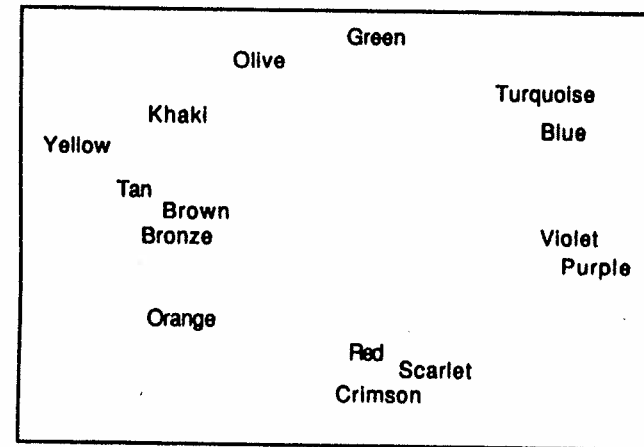 Green
Olive
Turquoise
Khaki
Blue
Yellow
Tan
Brown
Bronze
Violet
Purple
Orange
Red
Scarlet
Crimson